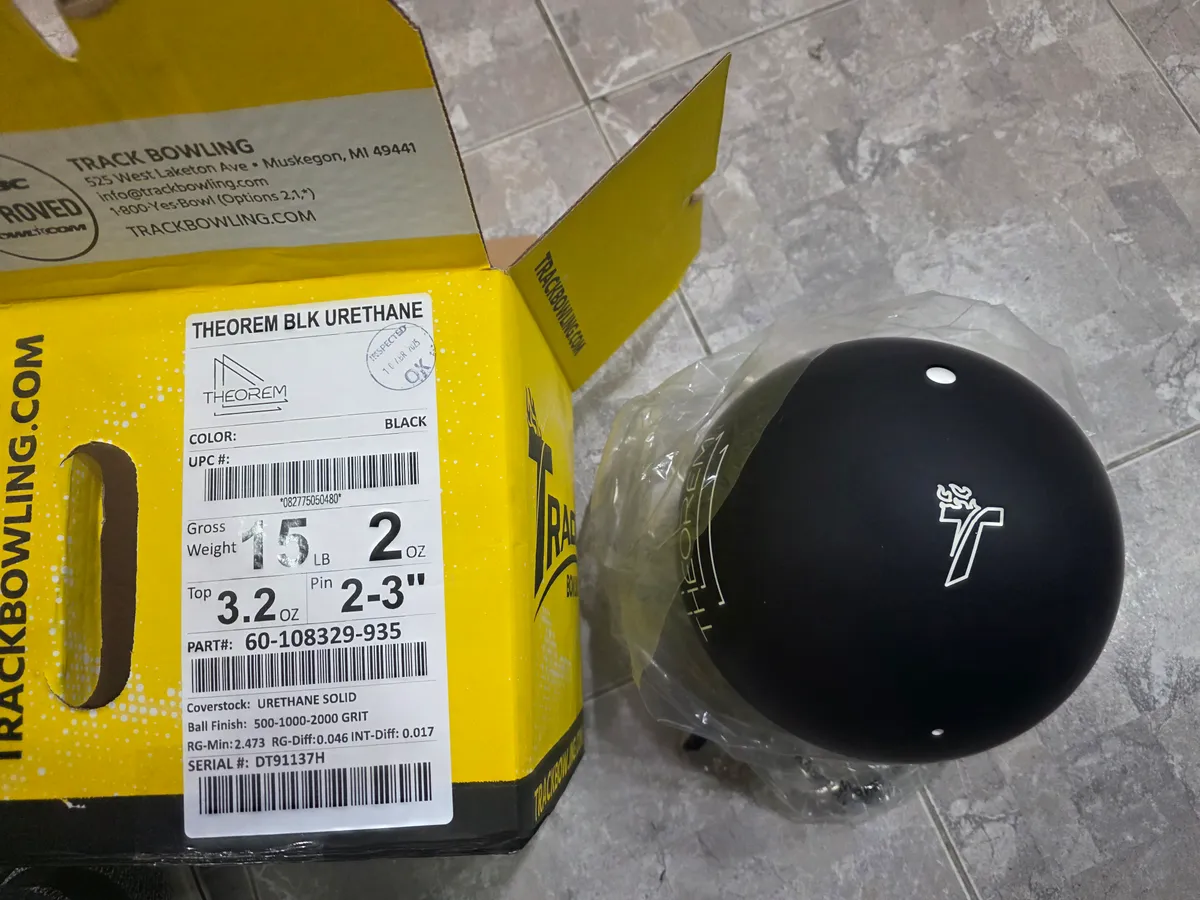 TRACK BOWLING
525 West Laketon Ave • Muskegon, MI 49441
info@trackbowling.com
1-800-Yes-Bowl (Options 2,1,*)
TRACKBOWLING.COM
TRACKBOWLING.COM
TRACKBOWLING.COM
THEOREM BLK URETHANE
INSPECTED
OK
THEOREM
COLOR: BLACK
UPC #:
*082775050480*
Gross Weight 15 LB 2 OZ
Top 3.2 OZ Pin 2-3"
PART#: 60-108329-935
Coverstock: URETHANE SOLID
Ball Finish: 500-1000-2000 GRIT
RG-Min: 2.473 RG-Diff: 0.046 INT-Diff: 0.017
SERIAL #: DT91137H
THEOREM